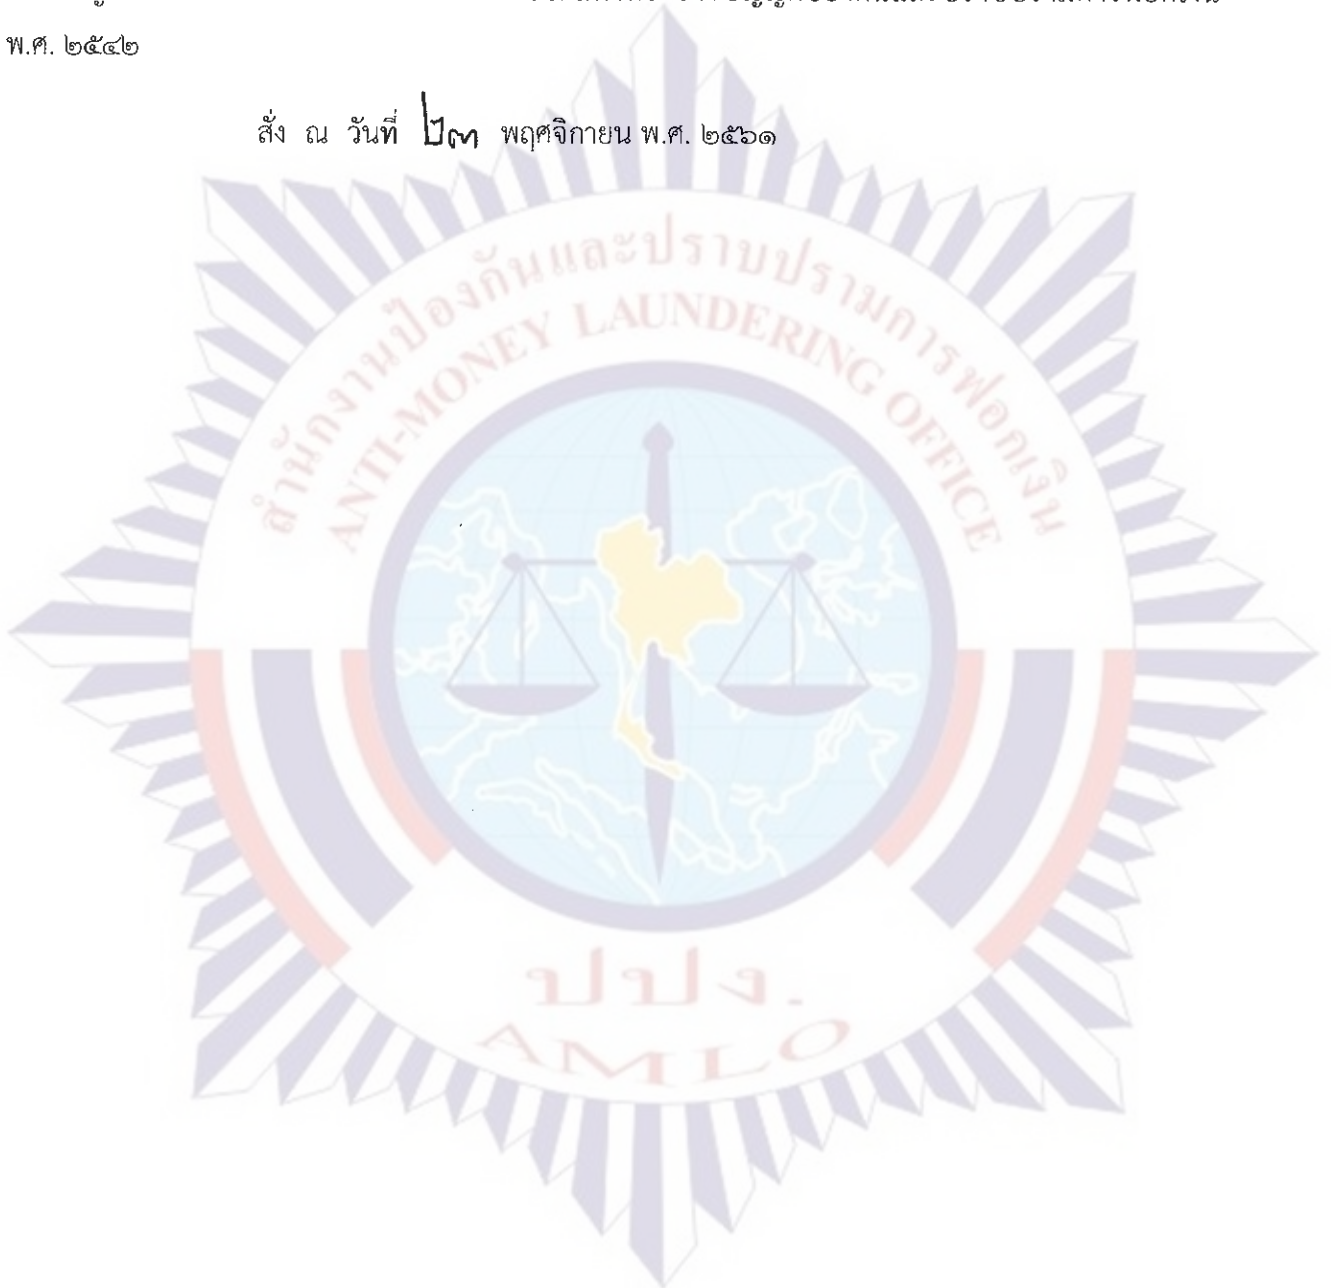 พ.ศ. ๒๕๔๒
สั่ง ณ วันที่ ๒๓ พฤศจิกายน พ.ศ. ๒๕๖๑
สำนักงานป้องกันและปราบปรามการฟอกเงิน
ANTI-MONEY LAUNDERING OFFICE
ปปง.
AMLO